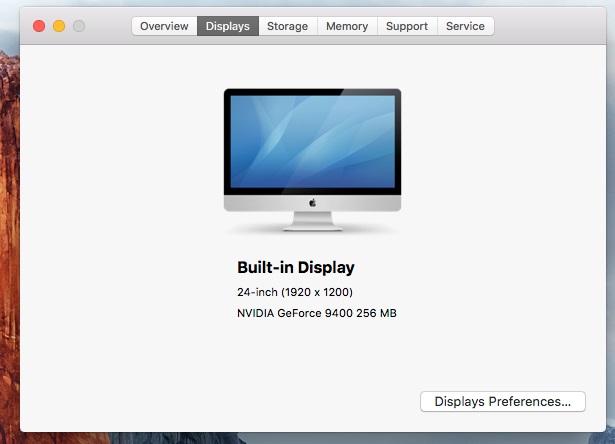 Overview Displays Storage Memory Support Service
Built-in Display
24-inch (1920 x 1200)
NVIDIA GeForce 9400 256 MB
Displays Preferences...